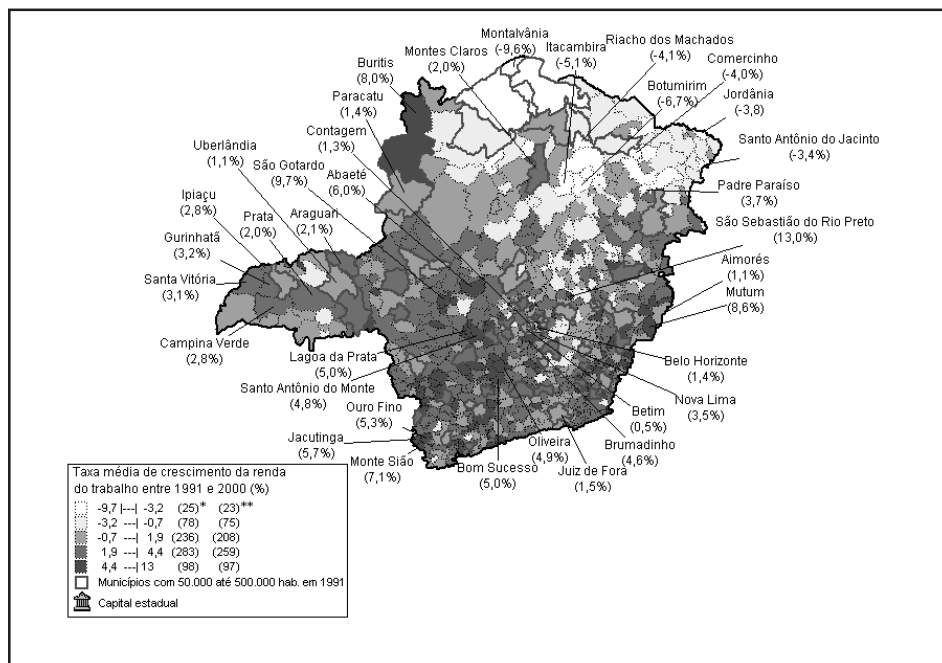 Montalvânia
(-9,6%)
Montes Claros
(2,0%)
Itacambira
(-5,1%)
Riacho dos Machados
(-4,1%)
Comercinho
(-4,0%)
Buritis
(8,0%)
Botumirim
(-6,7%)
Jordânia
(-3,8)
Paracatu
(1,4%)
Contagem
(1,3%)
Santo Antônio do Jacinto
(-3,4%)
Uberlândia
(1,1%)
São Gotardo
(9,7%)
Abaeté
(6,0%)
Padre Paraíso
(3,7%)
Ipiaçu
(2,8%)
Prata
(2,0%)
Araguari
(2,1%)
São Sebastião do Rio Preto
(13,0%)
Gurinhatã
(3,2%)
Aimorés
(1,1%)
Santa Vitória
(3,1%)
Mutum
(8,6%)
Campina Verde
(2,8%)
Lagoa da Prata
(5,0%)
Belo Horizonte
(1,4%)
Santo Antônio do Monte
(4,8%)
Nova Lima
(3,5%)
Ouro Fino
(5,3%)
Betim
(0,5%)
Jacutinga
(5,7%)
Oliveira
(4,9%)
Brumadinho
(4,6%)
Monte Sião
(7,1%)
Bom Sucesso
(5,0%)
Juiz de Fora
(1,5%)
Taxa média de crescimento da renda
do trabalho entre 1991 e 2000 (%)
-9,7 |---| -3,2 (25)* (23)**
-3,2 ---| -0,7 (78) (75)
-0,7 ---| 1,9 (236) (208)
1,9 ---| 4,4 (283) (259)
4,4 ---| 13 (98) (97)
Municípios com 50.000 até 500.000 hab. em 1991
Capital estadual